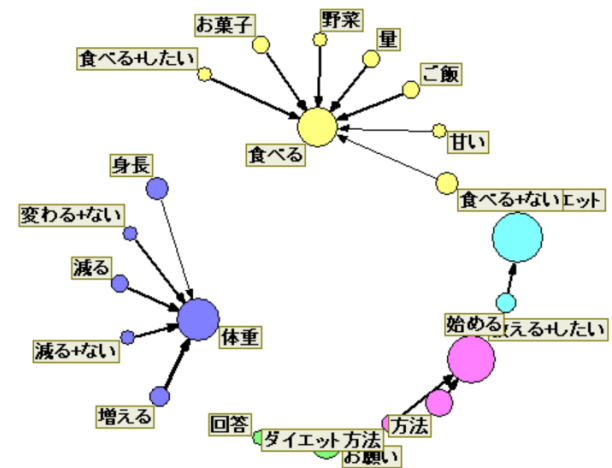 野菜
お菓子
量
食べる+したい
ご飯
甘い
食べる
身長
食べる+ない
エット
変わる+ない
減る
始める
える+したい
体重
減る+ない
増える
回答
方法
ダイエット方法
お願い